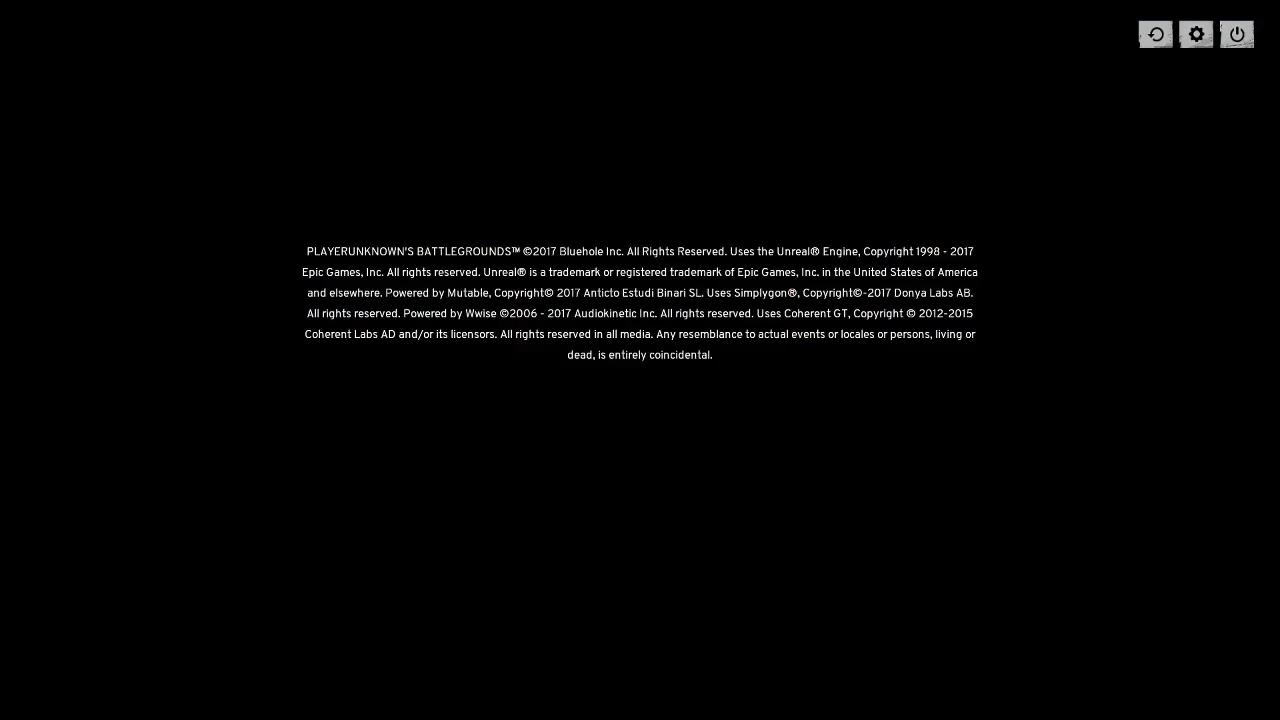 PLAYERUNKNOWN'S BATTLEGROUNDS™ ©2017 Bluehole Inc. All Rights Reserved. Uses the Unreal® Engine, Copyright 1998 - 2017
Epic Games, Inc. All rights reserved. Unreal® is a trademark or registered trademark of Epic Games, Inc. in the United States of America
and elsewhere. Powered by Mutable, Copyright© 2017 Anticto Estudi Binari SL. Uses Simplygon®, Copyright©-2017 Donya Labs AB.
All rights reserved. Powered by Wwise ©2006 - 2017 Audiokinetic Inc. All rights reserved. Uses Coherent GT, Copyright © 2012-2015
Coherent Labs AD and/or its licensors. All rights reserved in all media. Any resemblance to actual events or locales or persons, living or
dead, is entirely coincidental.